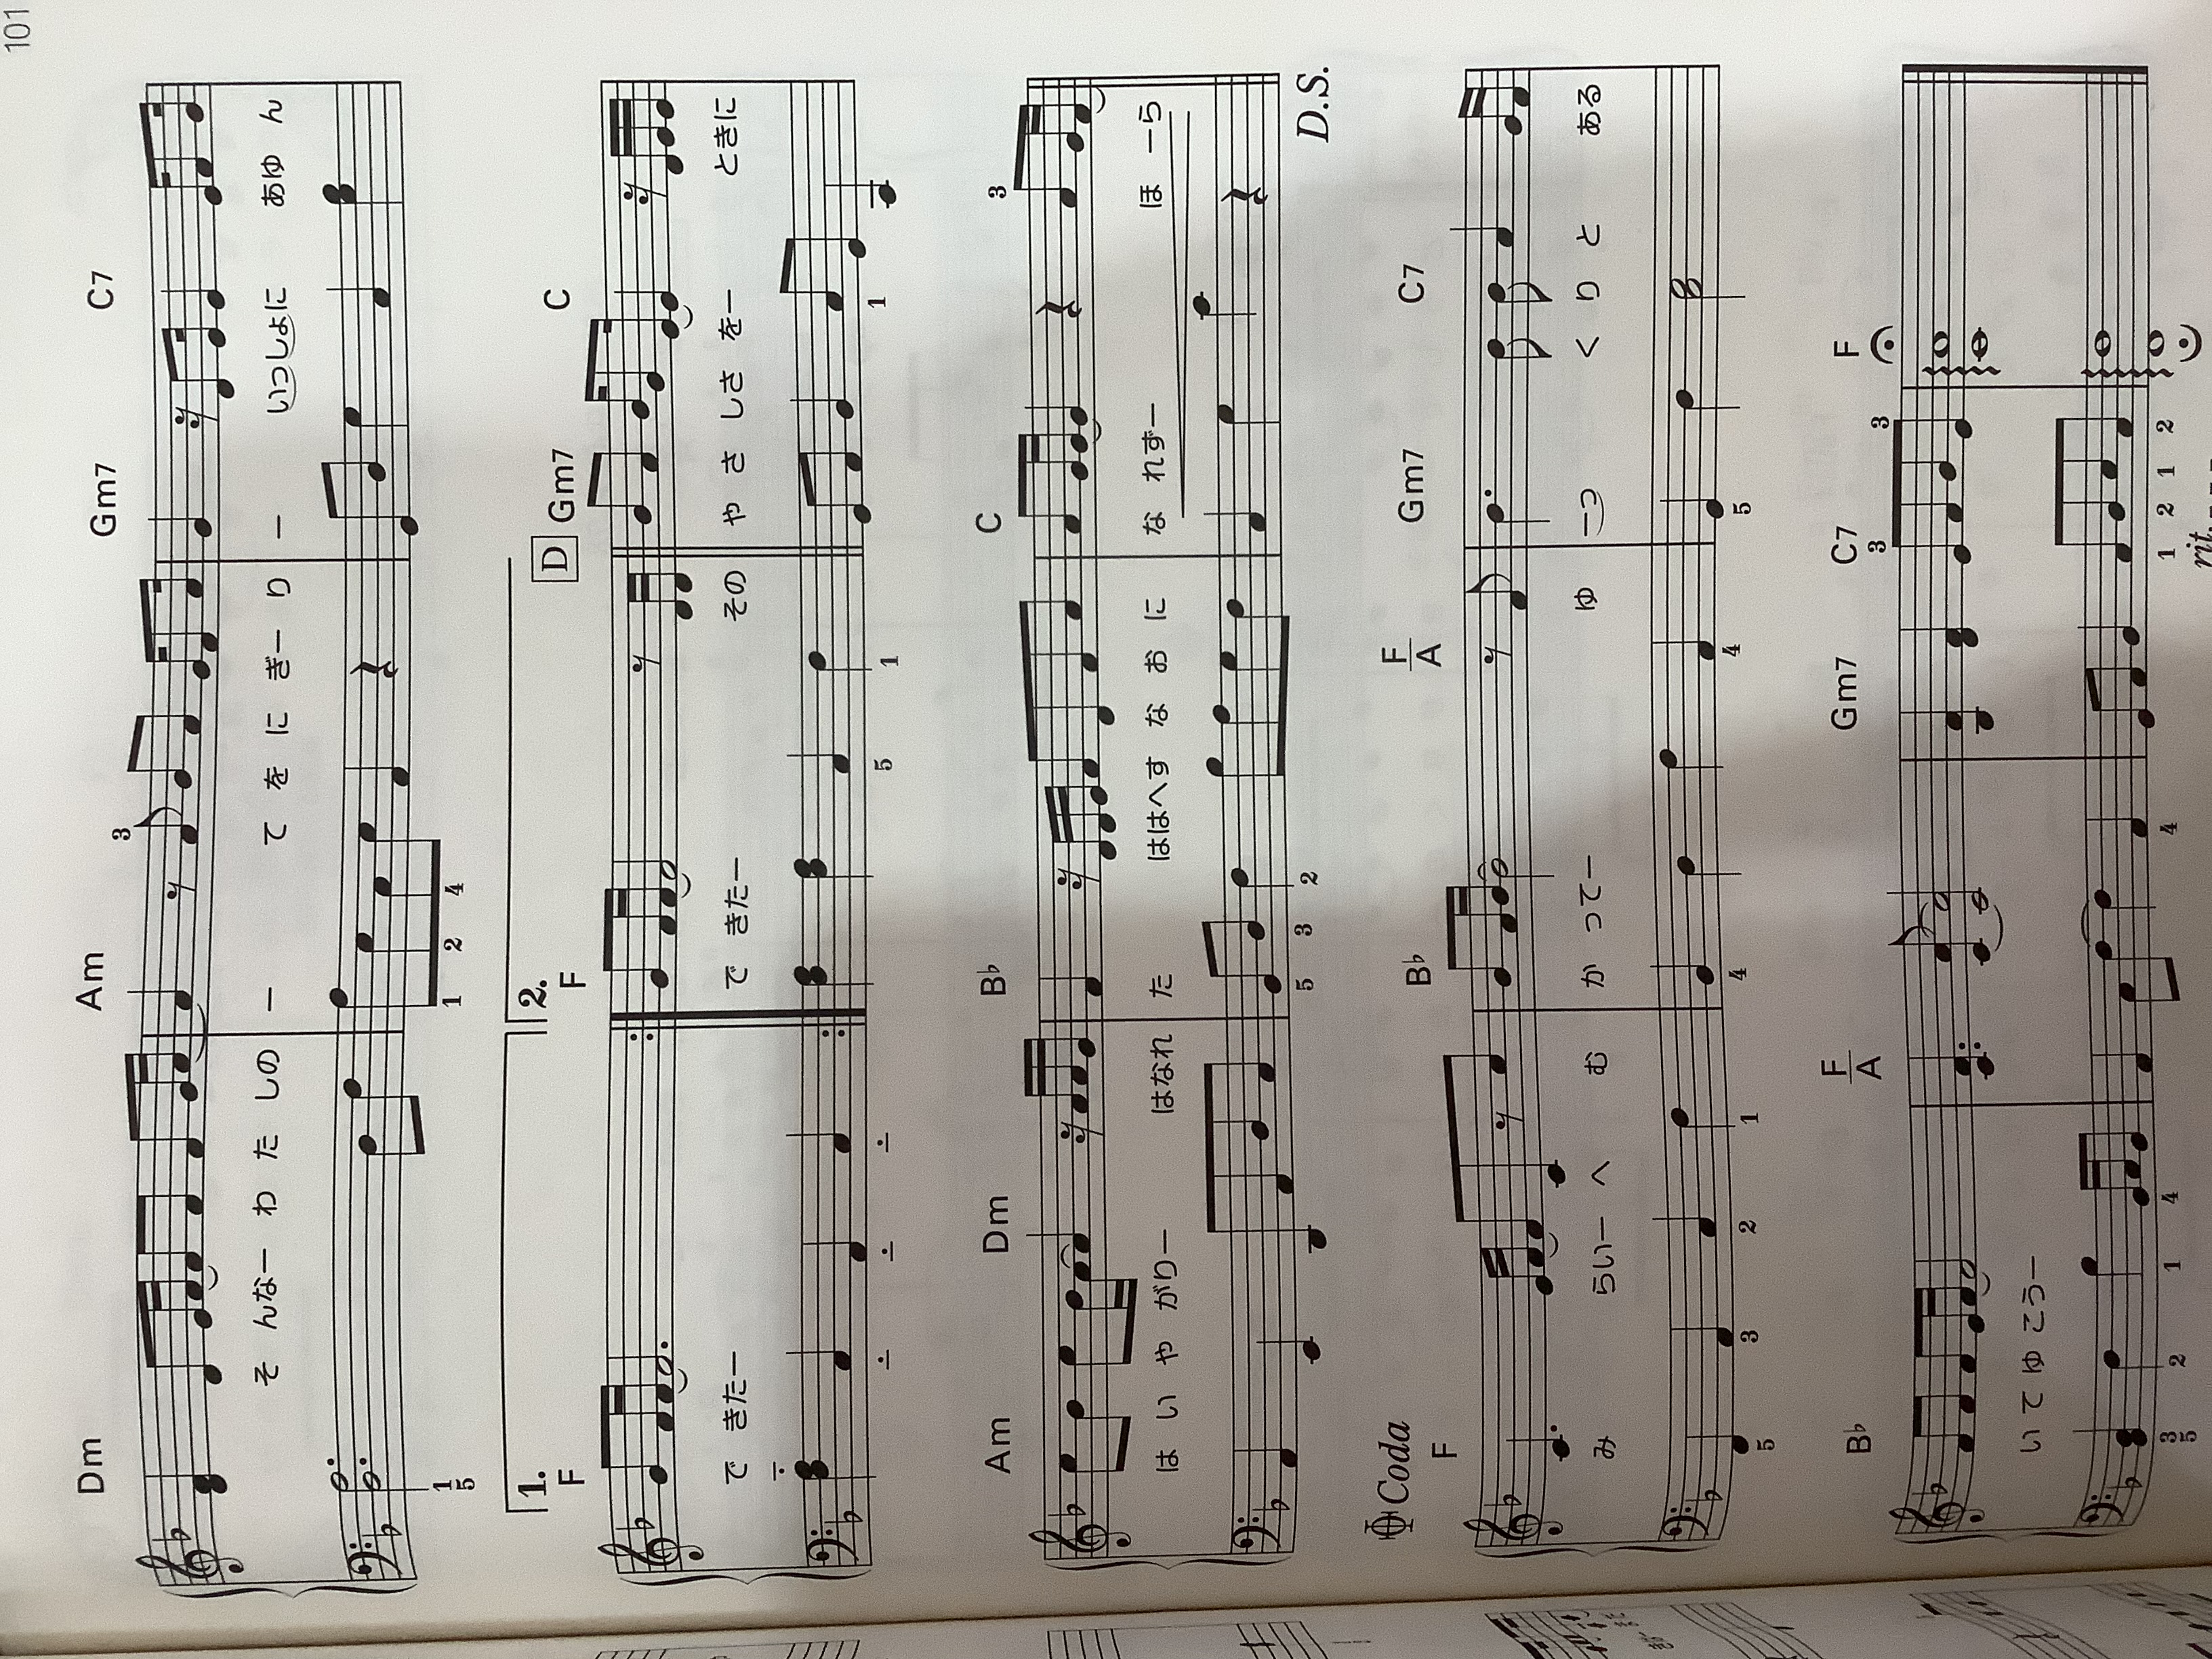 101
Dm Am Gm7 C7
3
そ んなー わ た しの ー て を に ぎー り ー いっしょに あゆ ん
1 5 1 2 4
1. 2.
F F D Gm7 C
で きたー で きたー その や さ しさ をー ときに
5 1 1
Am Dm B♭ C
3
は い や がりー はなれ た ははへす な お に な れずー ほ ーら
5 3 2
D.S.
Coda
F B♭ F/A Gm7 C7
み らいー へ む か ってー ゆ ーっ く り と ある
5 3 2 1 4 4 5
B♭ F/A Gm7 C7 F
3 3
い て ゆ こうー
3 5 2 1 4 4 1 2 1 2
rit.